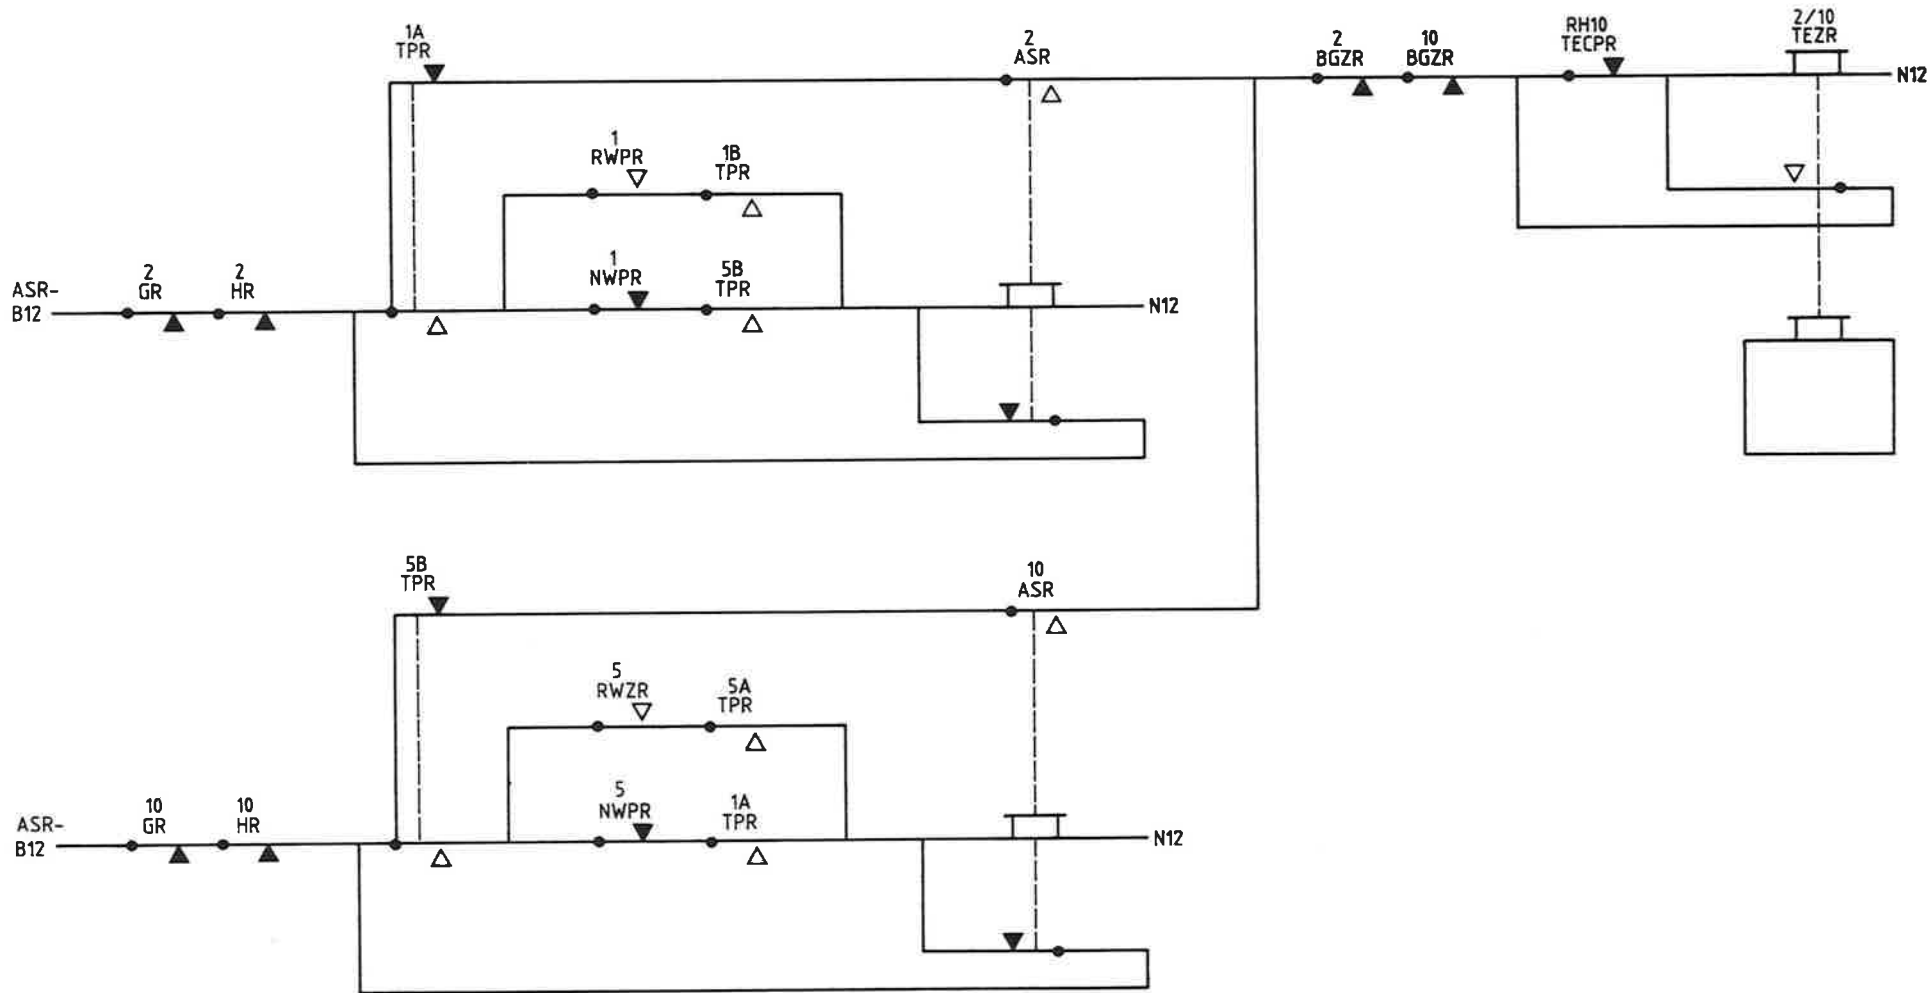 1A
TPR
2
ASR
2
BGZR
10
BGZR
RH10
TECPR
2/10
TEZR
N12
1
RWPR
1B
TPR
ASR-
B12
2
GR
2
HR
1
NWPR
5B
TPR
N12
5B
TPR
10
ASR
5
RWZR
5A
TPR
ASR-
B12
10
GR
10
HR
5
NWPR
1A
TPR
N12